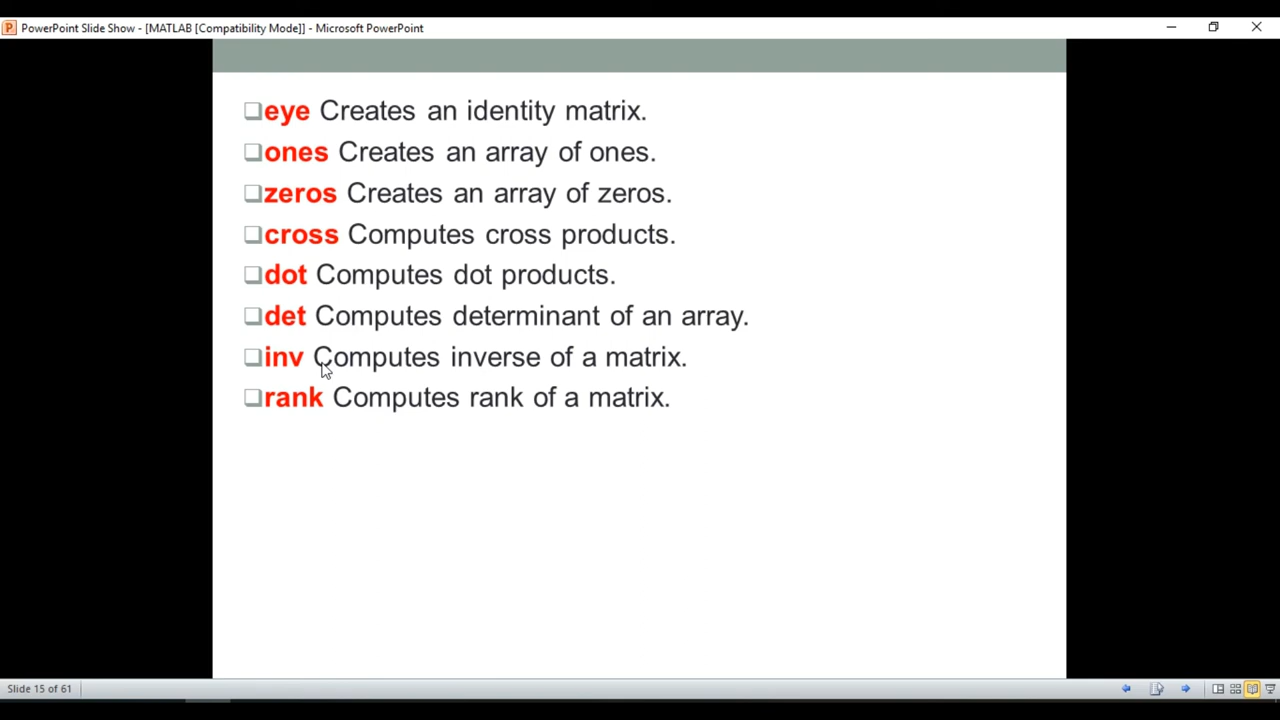 PowerPoint Slide Show - [MATLAB [Compatibility Mode]] - Microsoft PowerPoint
eye Creates an identity matrix.
ones Creates an array of ones.
zeros Creates an array of zeros.
cross Computes cross products.
dot Computes dot products.
det Computes determinant of an array.
inv Computes inverse of a matrix.
rank Computes rank of a matrix.
Slide 15 of 61